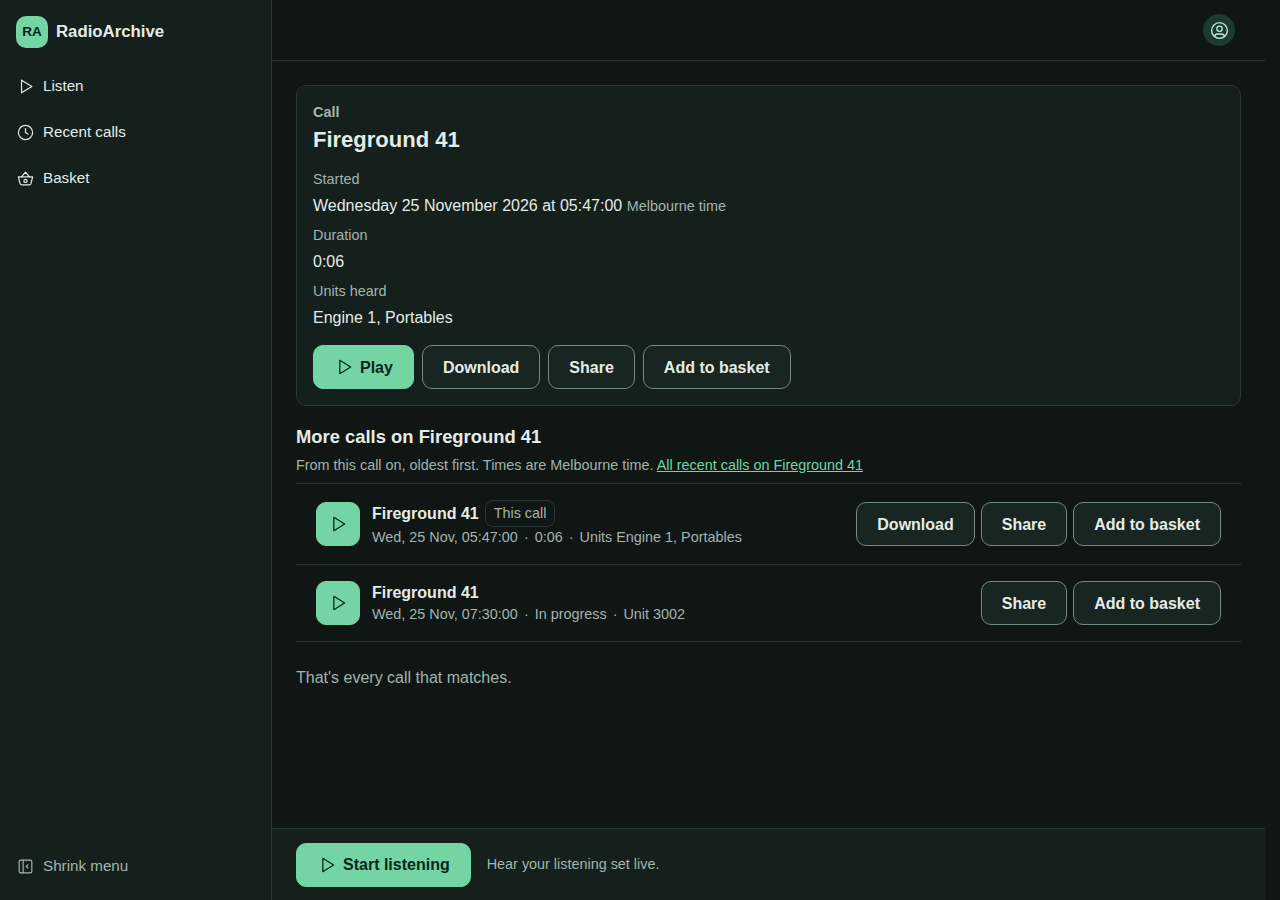 RA RadioArchive
Listen
Recent calls
Basket
Shrink menu
Call
Fireground 41
Started
Wednesday 25 November 2026 at 05:47:00 Melbourne time
Duration
0:06
Units heard
Engine 1, Portables
Play Download Share Add to basket
More calls on Fireground 41
From this call on, oldest first. Times are Melbourne time. All recent calls on Fireground 41
Fireground 41 This call
Wed, 25 Nov, 05:47:00 · 0:06 · Units Engine 1, Portables
Download Share Add to basket
Fireground 41
Wed, 25 Nov, 07:30:00 · In progress · Unit 3002
Share Add to basket
That's every call that matches.
Start listening Hear your listening set live.